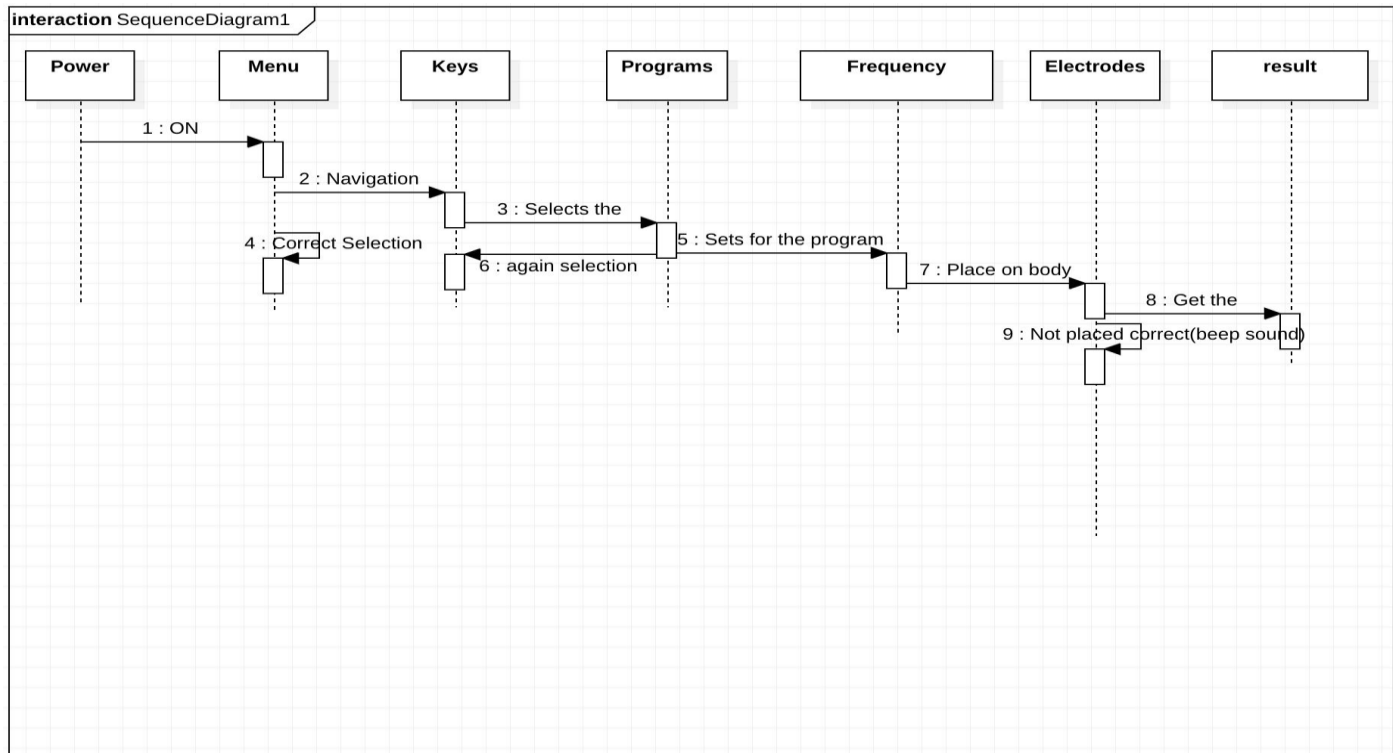 interaction SequenceDiagram1
Power
Menu
Keys
Programs
Frequency
Electrodes
result
1 : ON
2 : Navigation
3 : Selects the
4 : Correct Selection
5 : Sets for the program
6 : again selection
7 : Place on body
8 : Get the
9 : Not placed correct(beep sound)